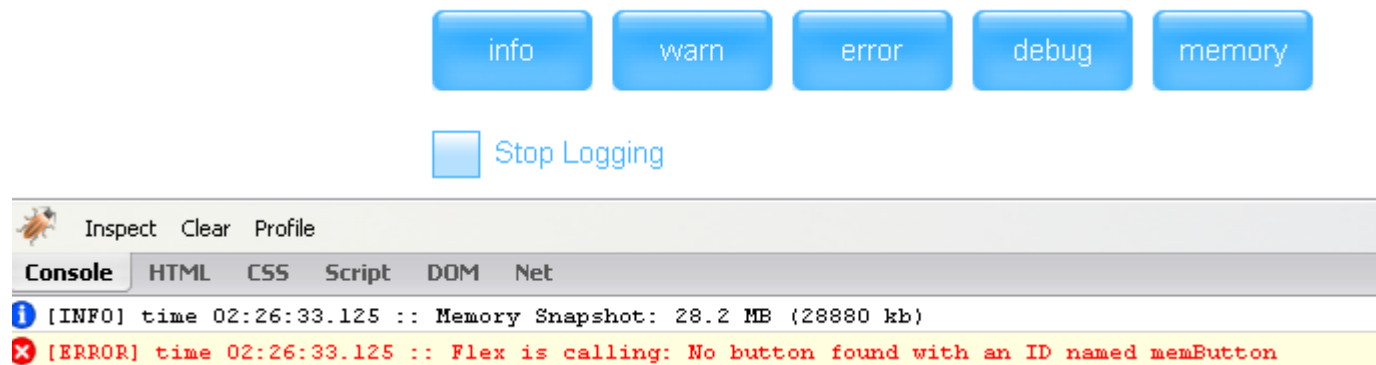 info warn error debug memory
Stop Logging
Inspect Clear Profile
Console HTML CSS Script DOM Net
[INFO] time 02:26:33.125 :: Memory Snapshot: 28.2 MB (28880 kb)
[ERROR] time 02:26:33.125 :: Flex is calling: No button found with an ID named memButton